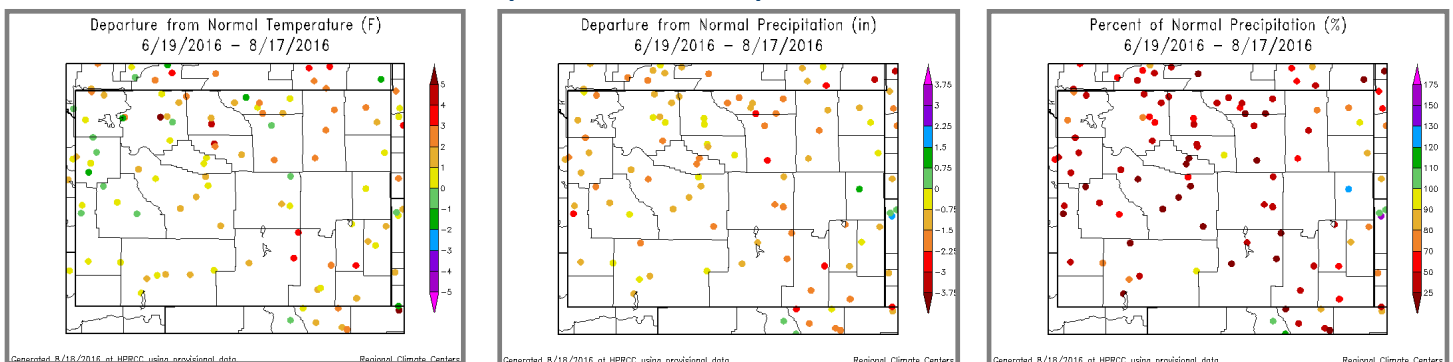 Departure from Normal Temperature (F)
6/19/2016 – 8/17/2016
5
4
3
2
1
0
−1
−2
−3
−4
−5
Generated 8/18/2016 at HPRCC using provisional data.
Regional Climate Centers
Departure from Normal Precipitation (in)
6/19/2016 – 8/17/2016
3.75
3
2.25
1.5
0.75
0
−0.75
−1.5
−2.25
−3
−3.75
Generated 8/18/2016 at HPRCC using provisional data.
Regional Climate Centers
Percent of Normal Precipitation (%)
6/19/2016 – 8/17/2016
175
150
130
120
110
100
90
80
70
50
25
Generated 8/18/2016 at HPRCC using provisional data.
Regional Climate Centers